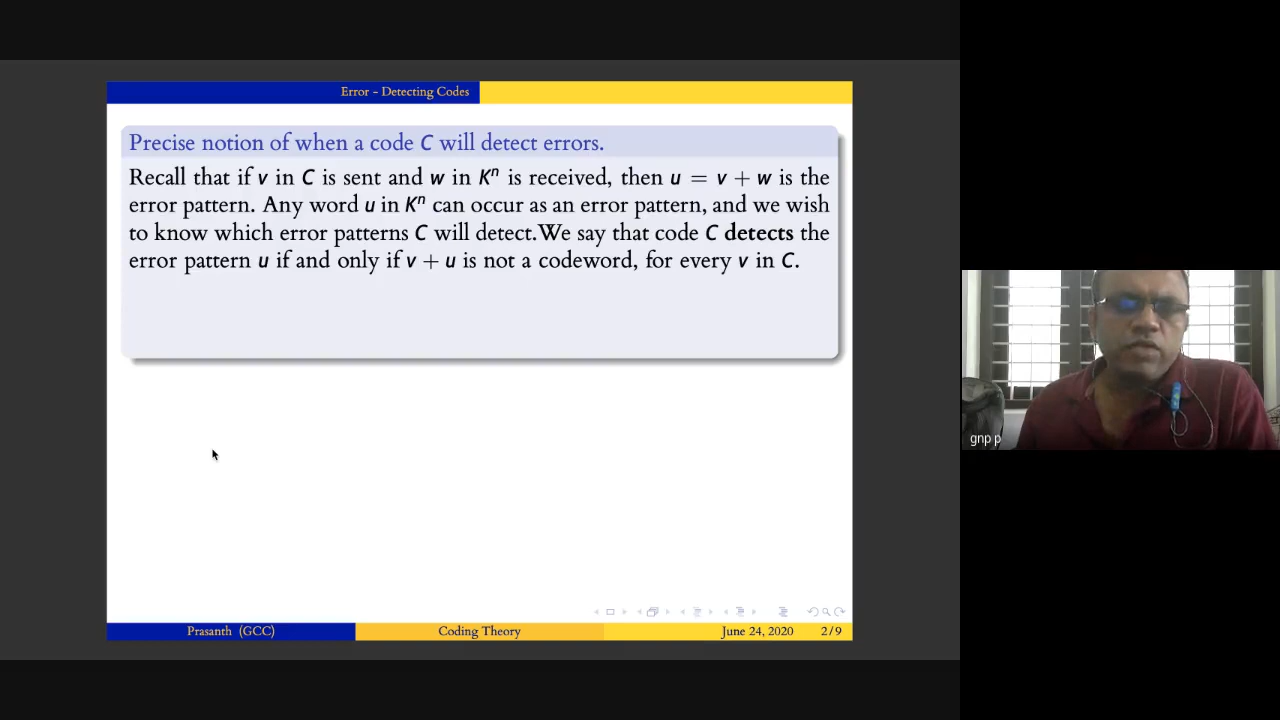 Error - Detecting Codes
Precise notion of when a code C will detect errors.
Recall that if v in C is sent and w in Kⁿ is received, then u = v + w is the
error pattern. Any word u in Kⁿ can occur as an error pattern, and we wish
to know which error patterns C will detect.We say that code C detects the
error pattern u if and only if v + u is not a codeword, for every v in C.
Prasanth (GCC)
Coding Theory
June 24, 2020
2/9
gnp p